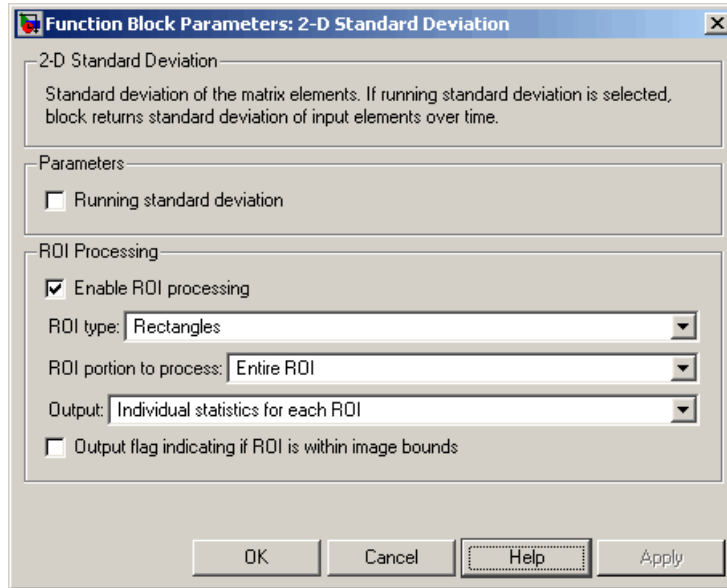 Function Block Parameters: 2-D Standard Deviation
2-D Standard Deviation
Standard deviation of the matrix elements. If running standard deviation is selected,
block returns standard deviation of input elements over time.
Parameters
Running standard deviation
ROI Processing
Enable ROI processing
ROI type: Rectangles
ROI portion to process: Entire ROI
Output: Individual statistics for each ROI
Output flag indicating if ROI is within image bounds
OK Cancel Help Apply